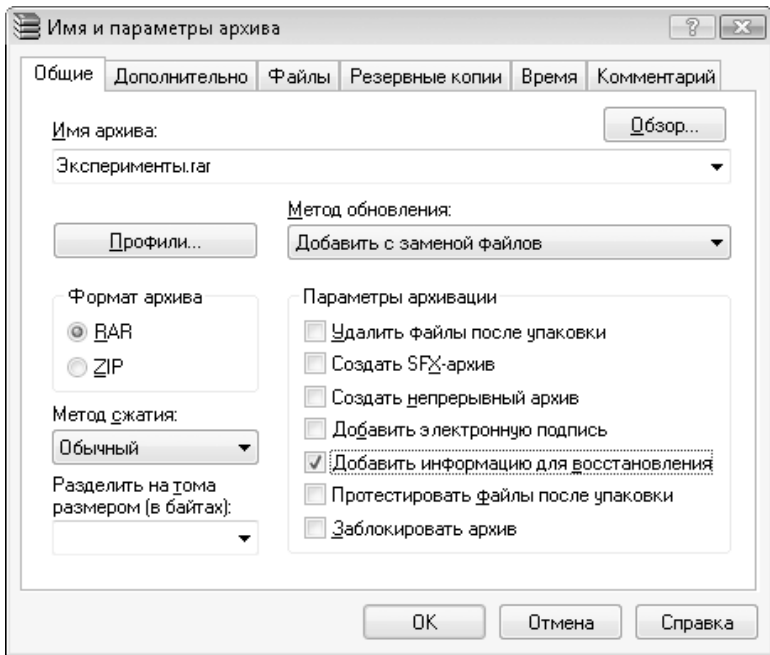 Имя и параметры архива
Общие Дополнительно Файлы Резервные копии Время Комментарий
Имя архива:
Обзор...
Эксперименты.rar
Метод обновления:
Профили...
Добавить с заменой файлов
Формат архива
RAR
ZIP
Метод сжатия:
Обычный
Разделить на тома
размером (в байтах):
Параметры архивации
Удалить файлы после упаковки
Создать SFX-архив
Создать непрерывный архив
Добавить электронную подпись
Добавить информацию для восстановления
Протестировать файлы после упаковки
Заблокировать архив
OK Отмена Справка